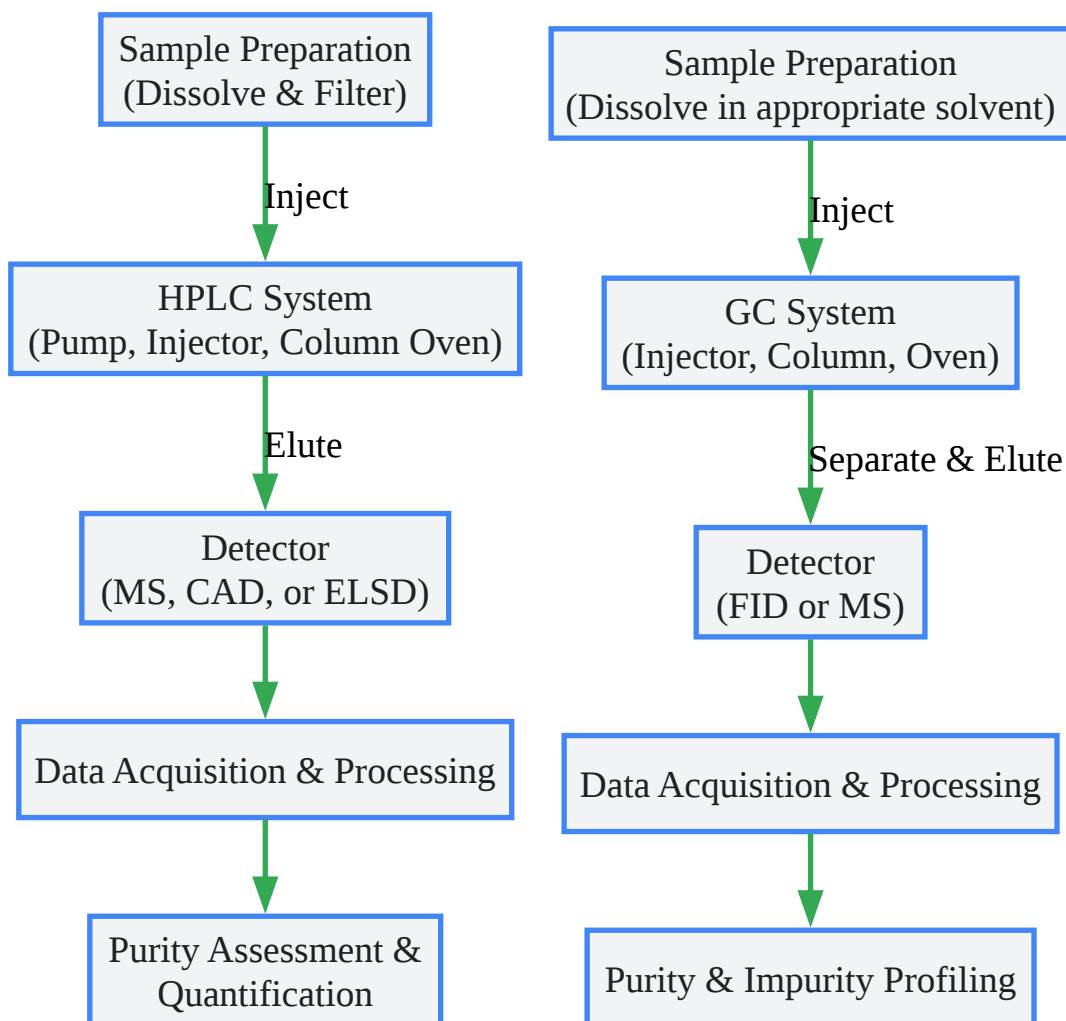 Sample Preparation
(Dissolve & Filter)
Inject
HPLC System
(Pump, Injector, Column Oven)
Elute
Detector
(MS, CAD, or ELSD)
Data Acquisition & Processing
Purity Assessment &
Quantification
Sample Preparation
(Dissolve in appropriate solvent)
Inject
GC System
(Injector, Column, Oven)
Separate & Elute
Detector
(FID or MS)
Data Acquisition & Processing
Purity & Impurity Profiling